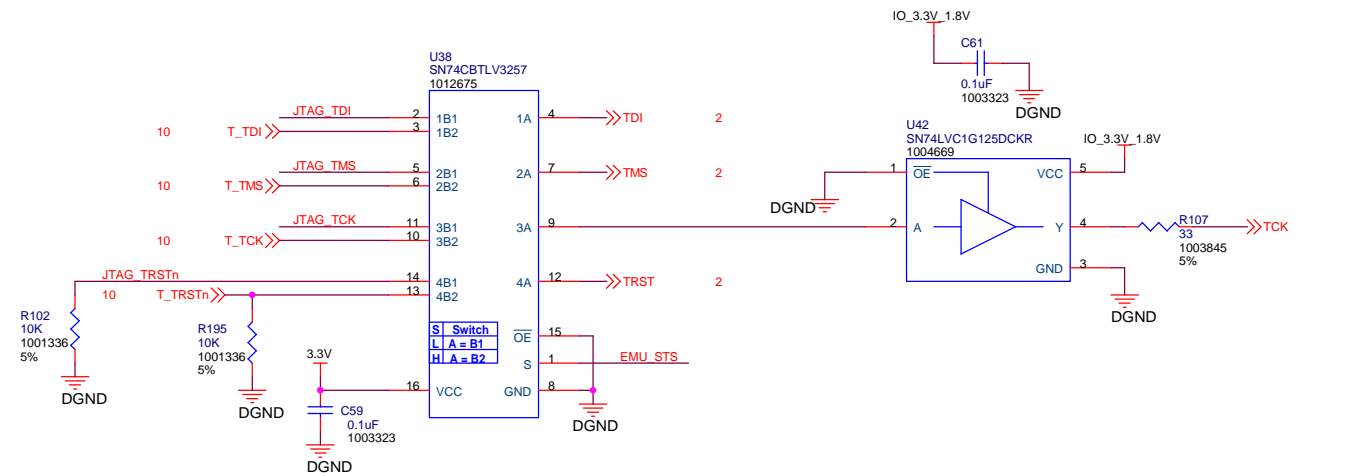 IO_3.3V_1.8V
C61
0.1uF
1003323
DGND
U38
SN74CBTLV3257
1012675
JTAG_TDI
2
1B1
1A
4
TDI
2
10
T_TDI
3
1B2
JTAG_TMS
5
2B1
2A
7
TMS
2
10
T_TMS
6
2B2
JTAG_TCK
11
3B1
3A
9
10
T_TCK
10
3B2
JTAG_TRSTn
14
4B1
4A
12
TRST
2
10
T_TRSTn
13
4B2
R102
10K
1001336
5%
DGND
R195
10K
1001336
5%
DGND
S Switch
L A = B1
H A = B2
OE
15
S
1
EMU_STS
3.3V
16
VCC
GND
8
DGND
C59
0.1uF
1003323
DGND
U42
SN74LVC1G125DCKR
1004669
IO_3.3V_1.8V
1
OE
VCC
5
DGND
2
A
Y
4
R107
33
1003845
5%
TCK
GND
3
DGND